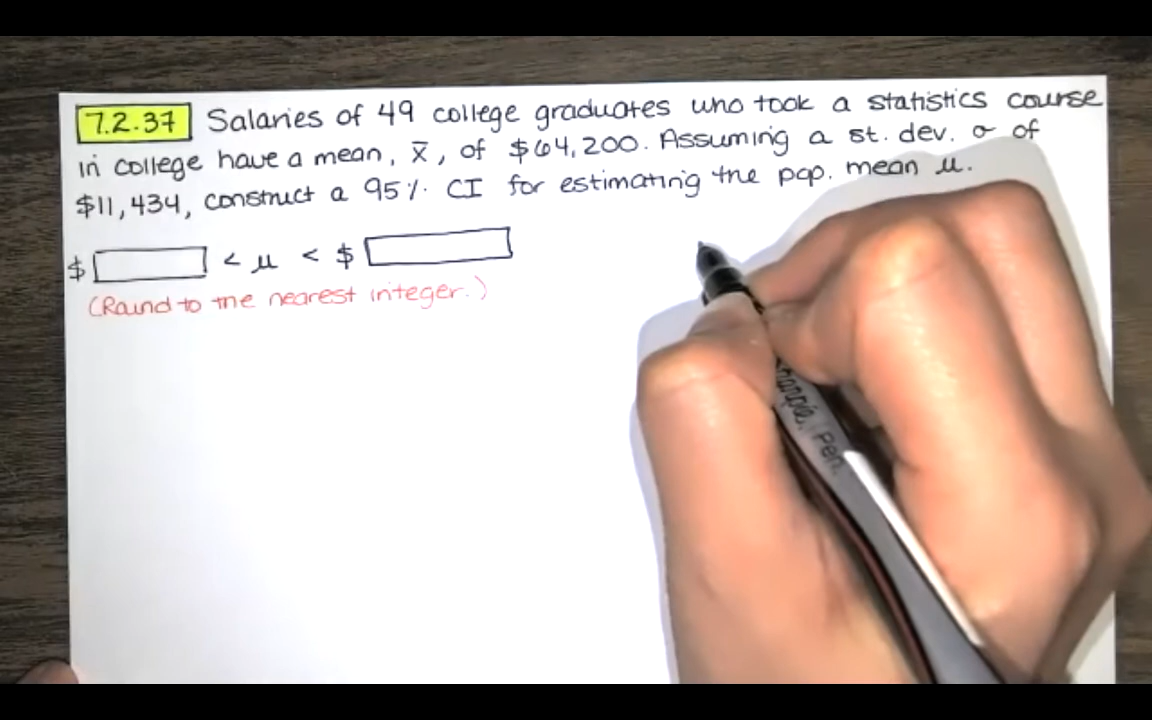 7.2.37 Salaries of 49 college graduates who took a statistics course
in college have a mean, x̄, of $64,200. Assuming a st. dev. σ of
$11,434, construct a 95% CI for estimating the pop. mean μ.
$ < μ < $
(Round to the nearest integer.)
Sharpie. Pen.